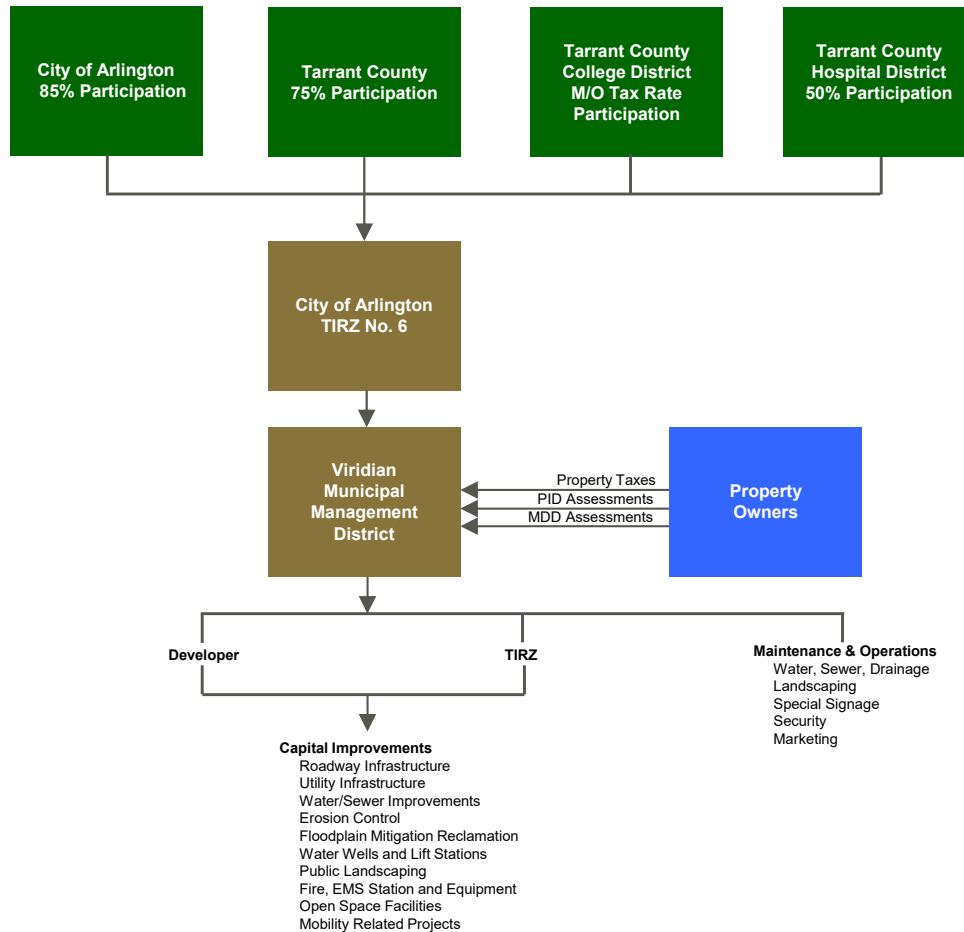 City of Arlington
85% Participation
Tarrant County
75% Participation
Tarrant County
College District
M/O Tax Rate
Participation
Tarrant County
Hospital District
50% Participation
City of Arlington
TIRZ No. 6
Viridian
Municipal
Management
District
Property Taxes
PID Assessments
MDD Assessments
Property
Owners
Developer
TIRZ
Maintenance & Operations
Water, Sewer, Drainage
Landscaping
Special Signage
Security
Marketing
Capital Improvements
Roadway Infrastructure
Utility Infrastructure
Water/Sewer Improvements
Erosion Control
Floodplain Mitigation Reclamation
Water Wells and Lift Stations
Public Landscaping
Fire, EMS Station and Equipment
Open Space Facilities
Mobility Related Projects